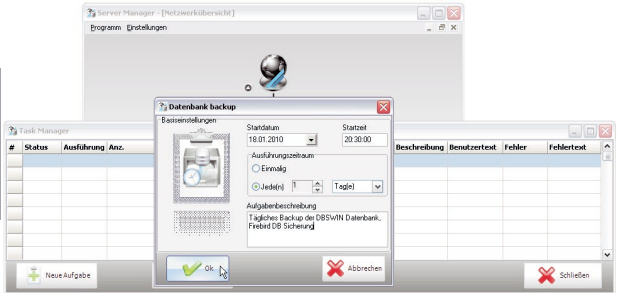 Server Manager - [Netzwerkübersicht]
Programm Einstellungen
Datenbank backup
Basiseinstellungen
Startdatum Startzeit
18.01.2010 20:30:00
Ausführungszeitraum
Einmalig
Jede(n) 1 Tag(e)
Aufgabenbeschreibung
Tägliches Backup der DBSWIN Datenbank,
Firebird DB Sicherung
Ok Abbrechen
Task Manager
# Status Ausführung Anz. Beschreibung Benutzertext Fehler Fehlertext
Neue Aufgabe Schließen